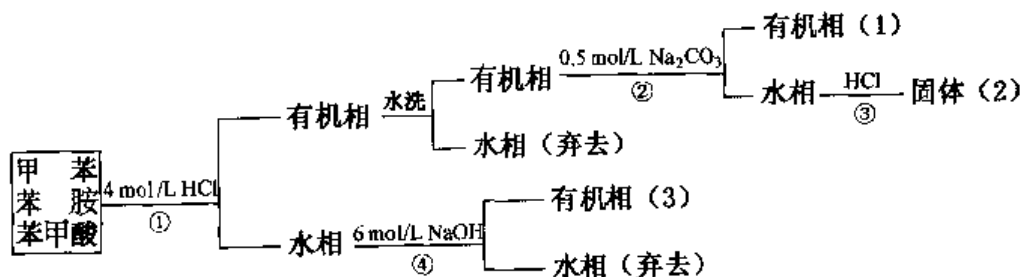 有机相（1）
0.5 mol/L Na₂CO₃
有机相
②
水相
HCl
③
固体（2）
有机相
水洗
水相（弃去）
甲 苯
苯 胺
苯甲酸
4 mol/L HCl
①
有机相（3）
水相
6 mol/L NaOH
④
水相（弃去）